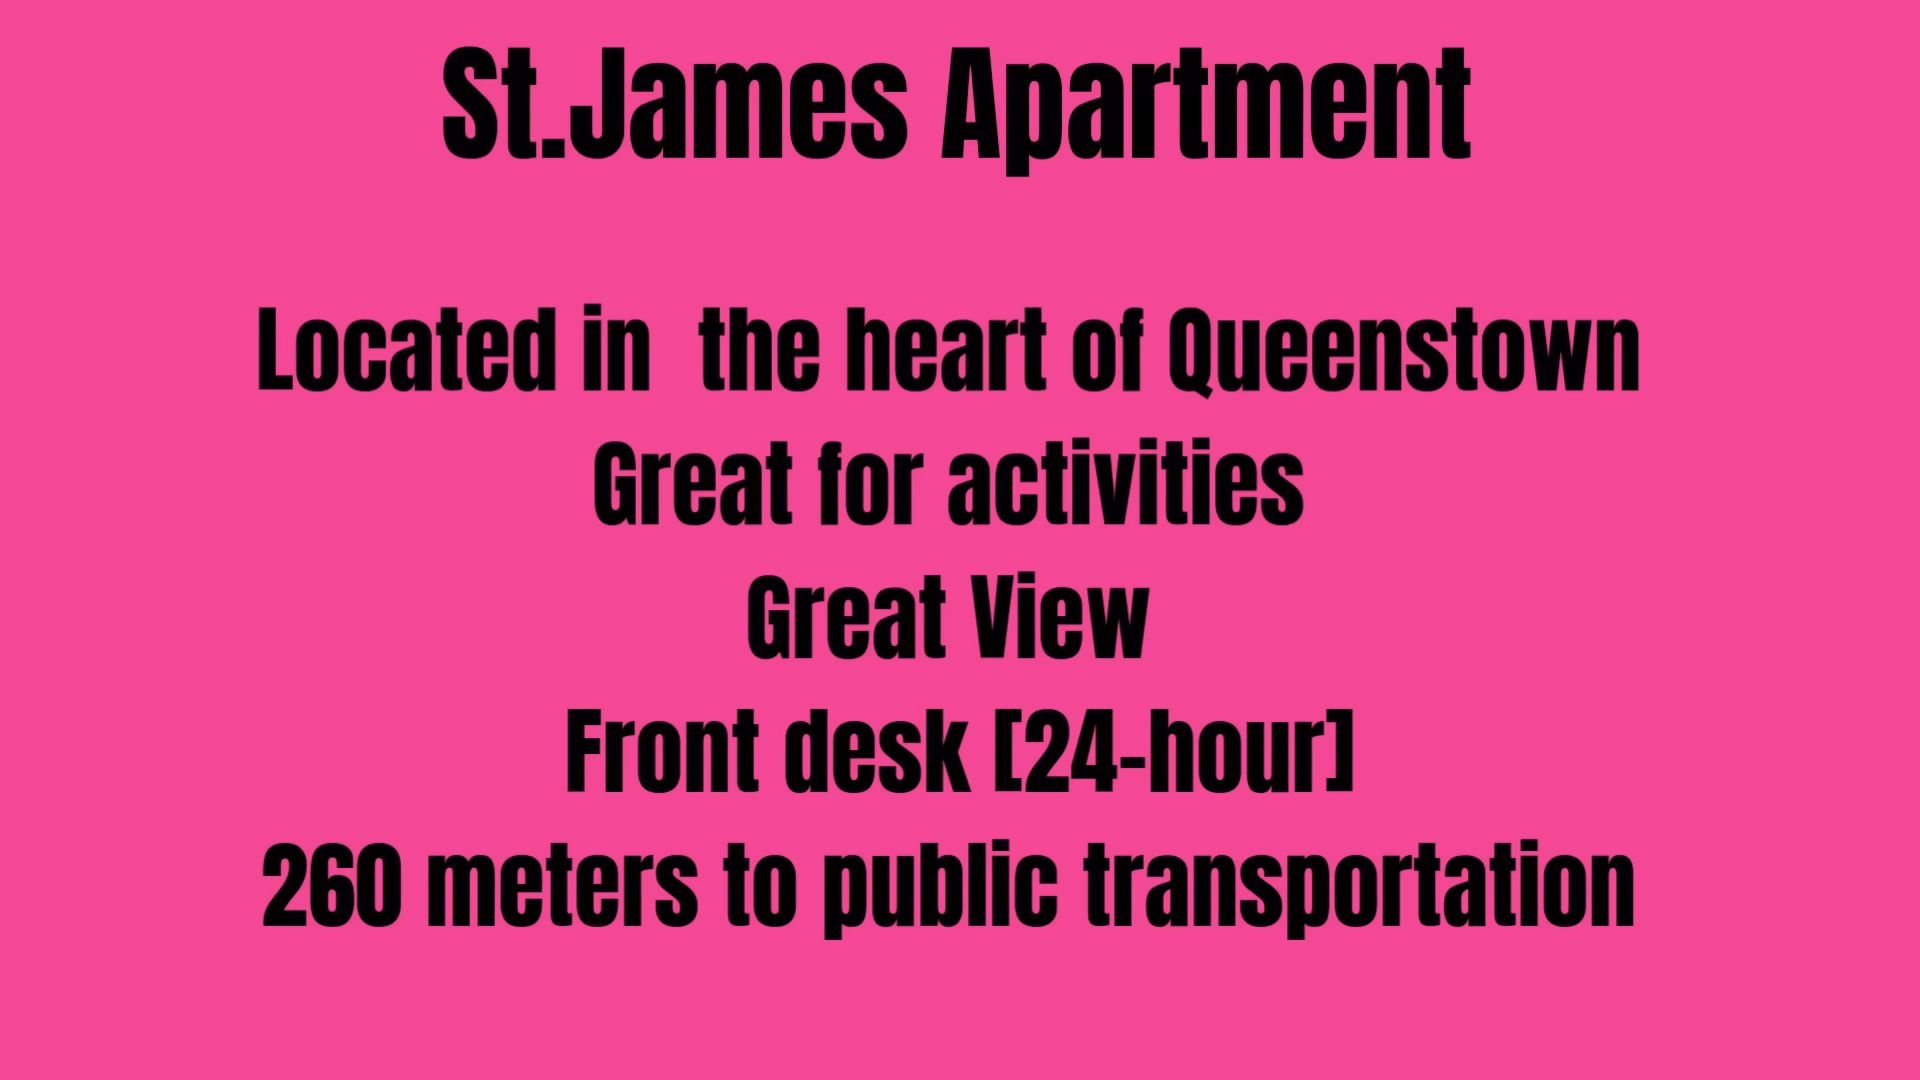 St.James Apartment
Located in  the heart of Queenstown
Great for activities
Great View
Front desk [24-hour]
260 meters to public transportation